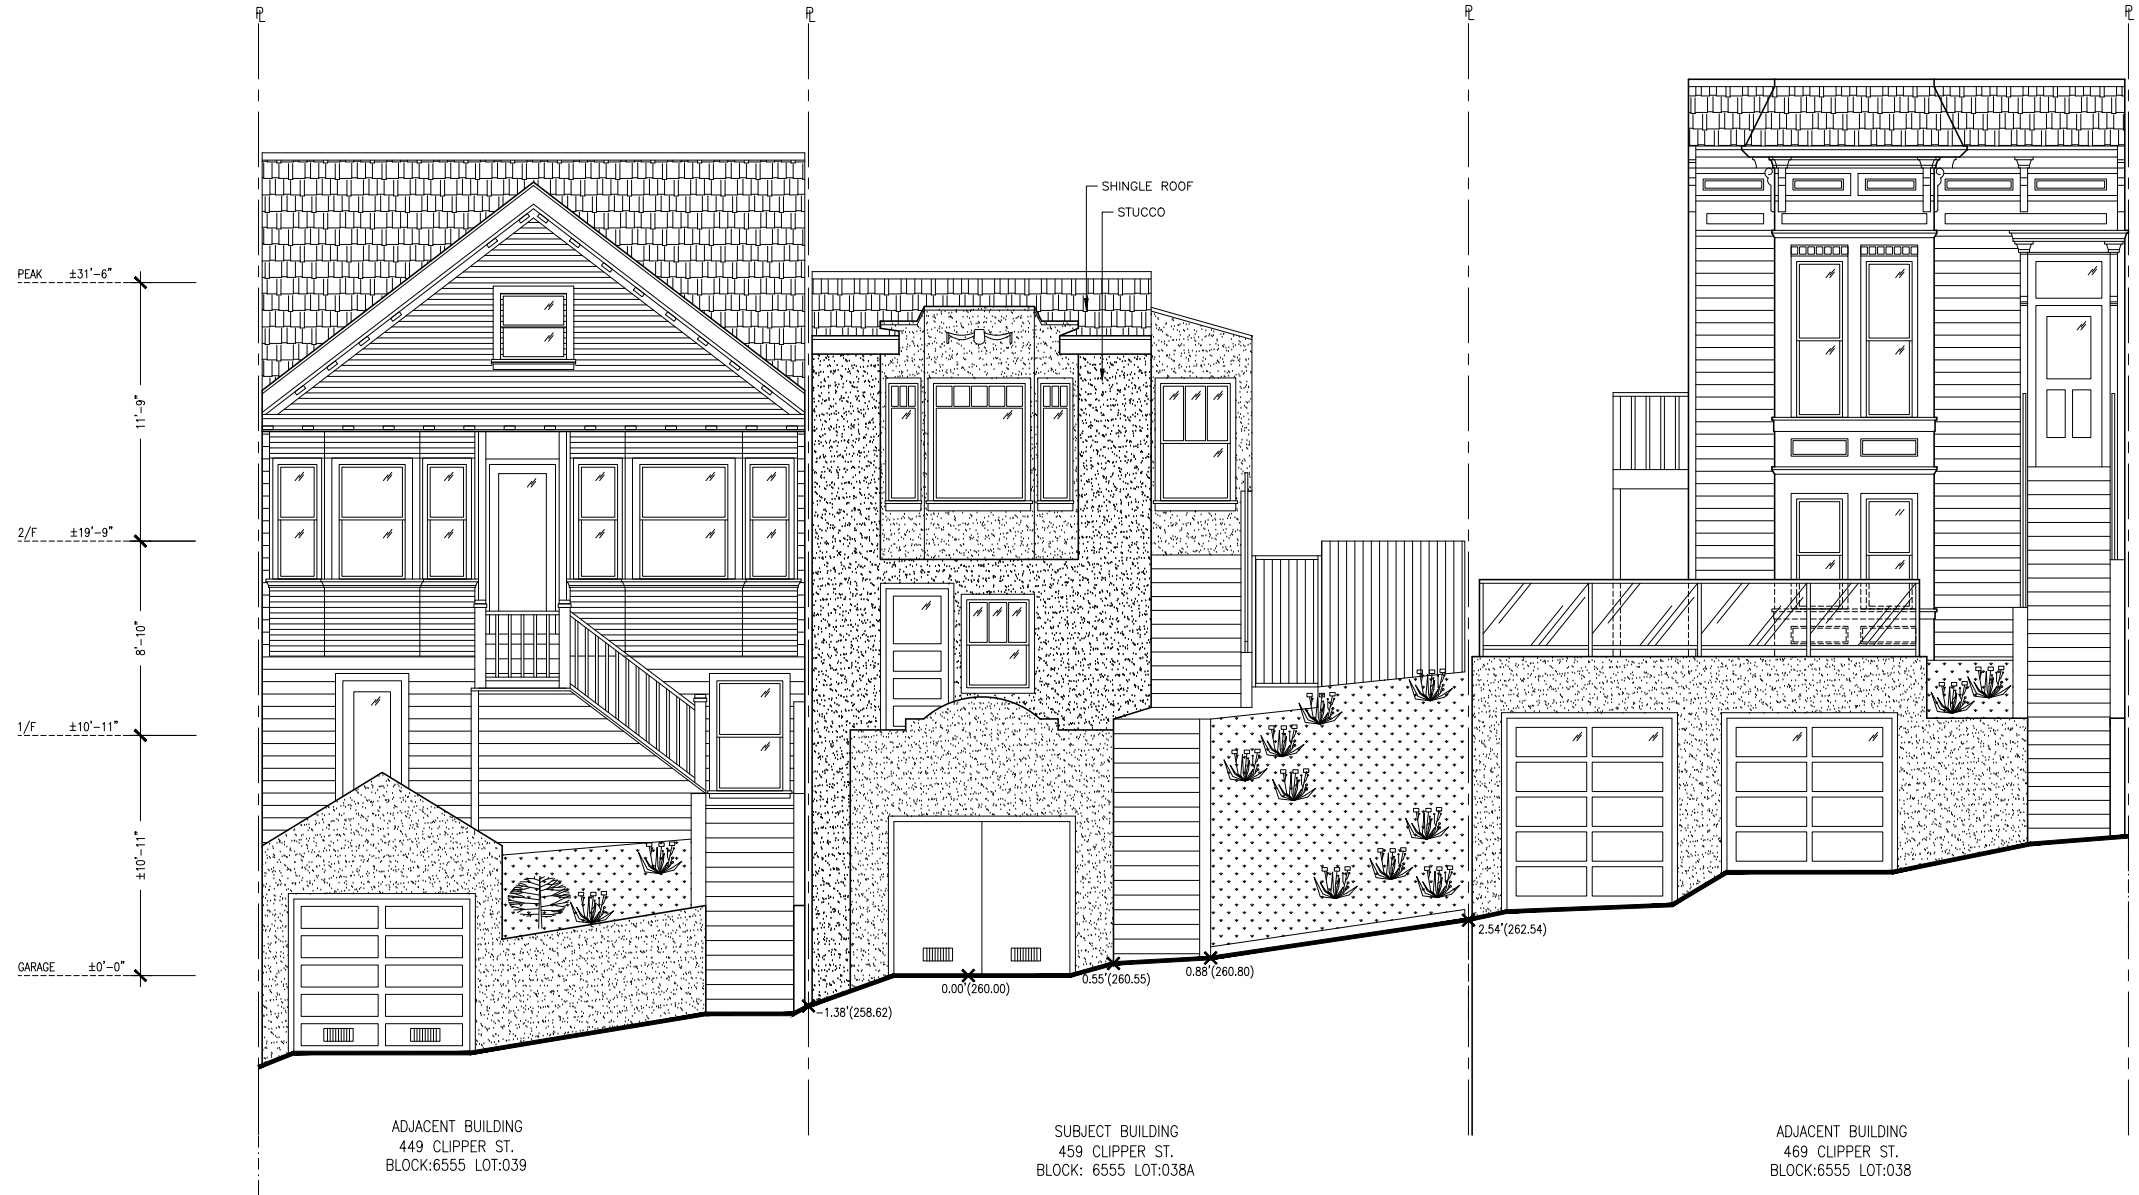 PL
PL
PL
PL
SHINGLE ROOF
STUCCO
PEAK ±31'-6"
11'-9"
2/F ±19'-9"
8'-10"
1/F ±10'-11"
±10'-11"
GARAGE ±0'-0"
2.54'(262.54)
0.88'(260.80)
0.55'(260.55)
0.00'(260.00)
-1.38'(258.62)
ADJACENT BUILDING
449 CLIPPER ST.
BLOCK:6555 LOT:039
SUBJECT BUILDING
459 CLIPPER ST.
BLOCK: 6555 LOT:038A
ADJACENT BUILDING
469 CLIPPER ST.
BLOCK:6555 LOT:038